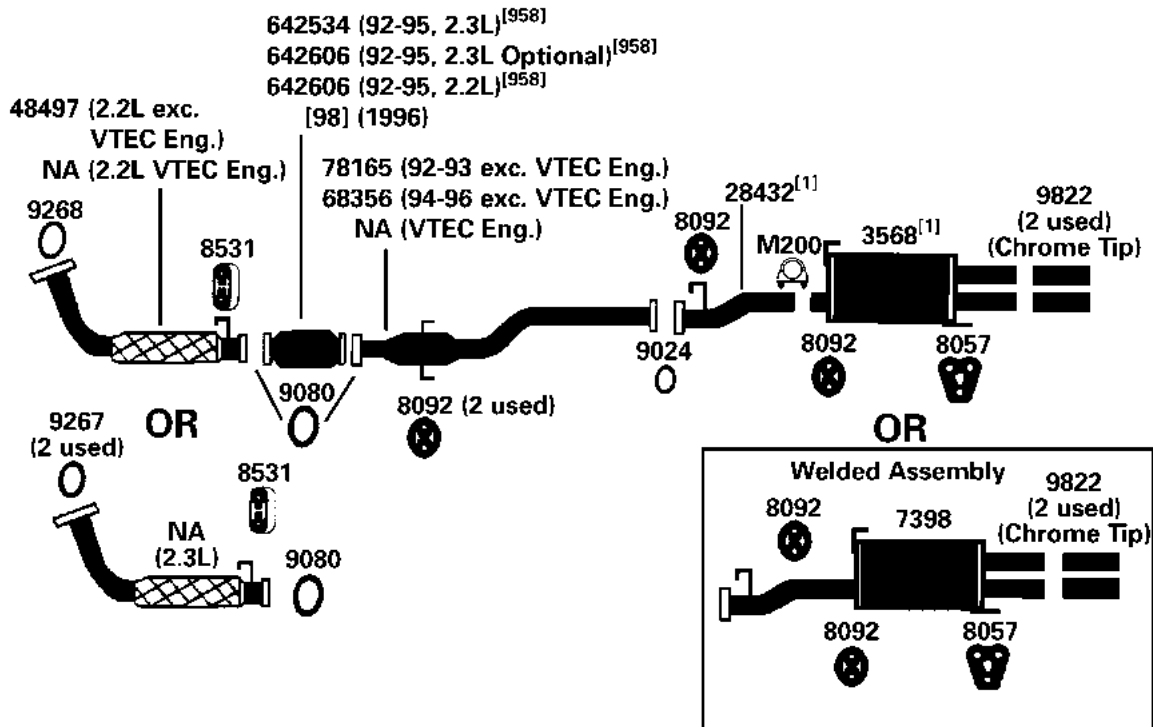 642534 (92-95, 2.3L)[958]
642606 (92-95, 2.3L Optional)[958]
642606 (92-95, 2.2L)[958]
[98] (1996)
48497 (2.2L exc.
VTEC Eng.)
NA (2.2L VTEC Eng.)
78165 (92-93 exc. VTEC Eng.)
68356 (94-96 exc. VTEC Eng.)
NA (VTEC Eng.)
9268
8531
8092
28432[1]
M200
3568[1]
9822
(2 used)
(Chrome Tip)
9080
8092 (2 used)
9024
8092
8057
OR
OR
9267
(2 used)
8531
NA
(2.3L)
9080
Welded Assembly
8092
7398
9822
(2 used)
(Chrome Tip)
8092
8057